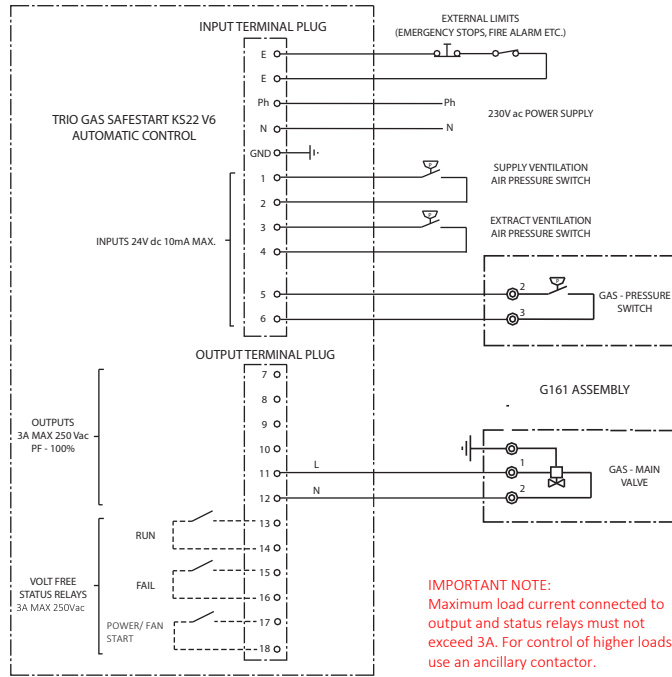 INPUT TERMINAL PLUG
EXTERNAL LIMITS
(EMERGENCY STOPS, FIRE ALARM ETC.)
E
E
TRIO GAS SAFESTART KS22 V6
AUTOMATIC CONTROL
Ph
Ph
230V ac POWER SUPPLY
N
N
GND
1
P
SUPPLY VENTILATION
AIR PRESSURE SWITCH
2
3
P
EXTRACT VENTILATION
AIR PRESSURE SWITCH
INPUTS 24V dc 10mA MAX.
4
5
2
P
GAS - PRESSURE
SWITCH
6
3
OUTPUT TERMINAL PLUG
7
8
G161 ASSEMBLY
OUTPUTS
3A MAX 250 Vac
PF - 100%
9
10
11
L
1
GAS - MAIN
VALVE
12
N
2
13
RUN
14
VOLT FREE
STATUS RELAYS
3A MAX 250Vac
15
FAIL
16
17
POWER/ FAN
START
18
IMPORTANT NOTE:
Maximum load current connected to
output and status relays must not
exceed 3A. For control of higher loads
use an ancillary contactor.